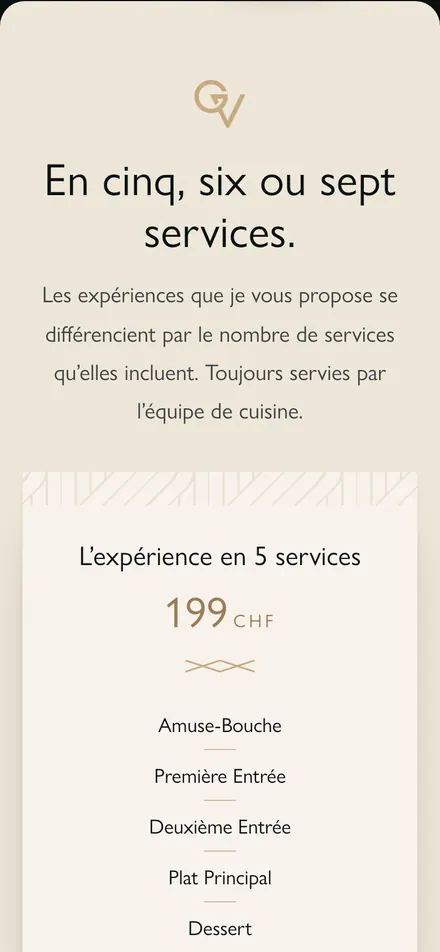 GV
En cinq, six ou sept
services.
Les expériences que je vous propose se
différencient par le nombre de services
qu’elles incluent. Toujours servies par
l’équipe de cuisine.
L’expérience en 5 services
199 CHF
Amuse-Bouche
Première Entrée
Deuxième Entrée
Plat Principal
Dessert